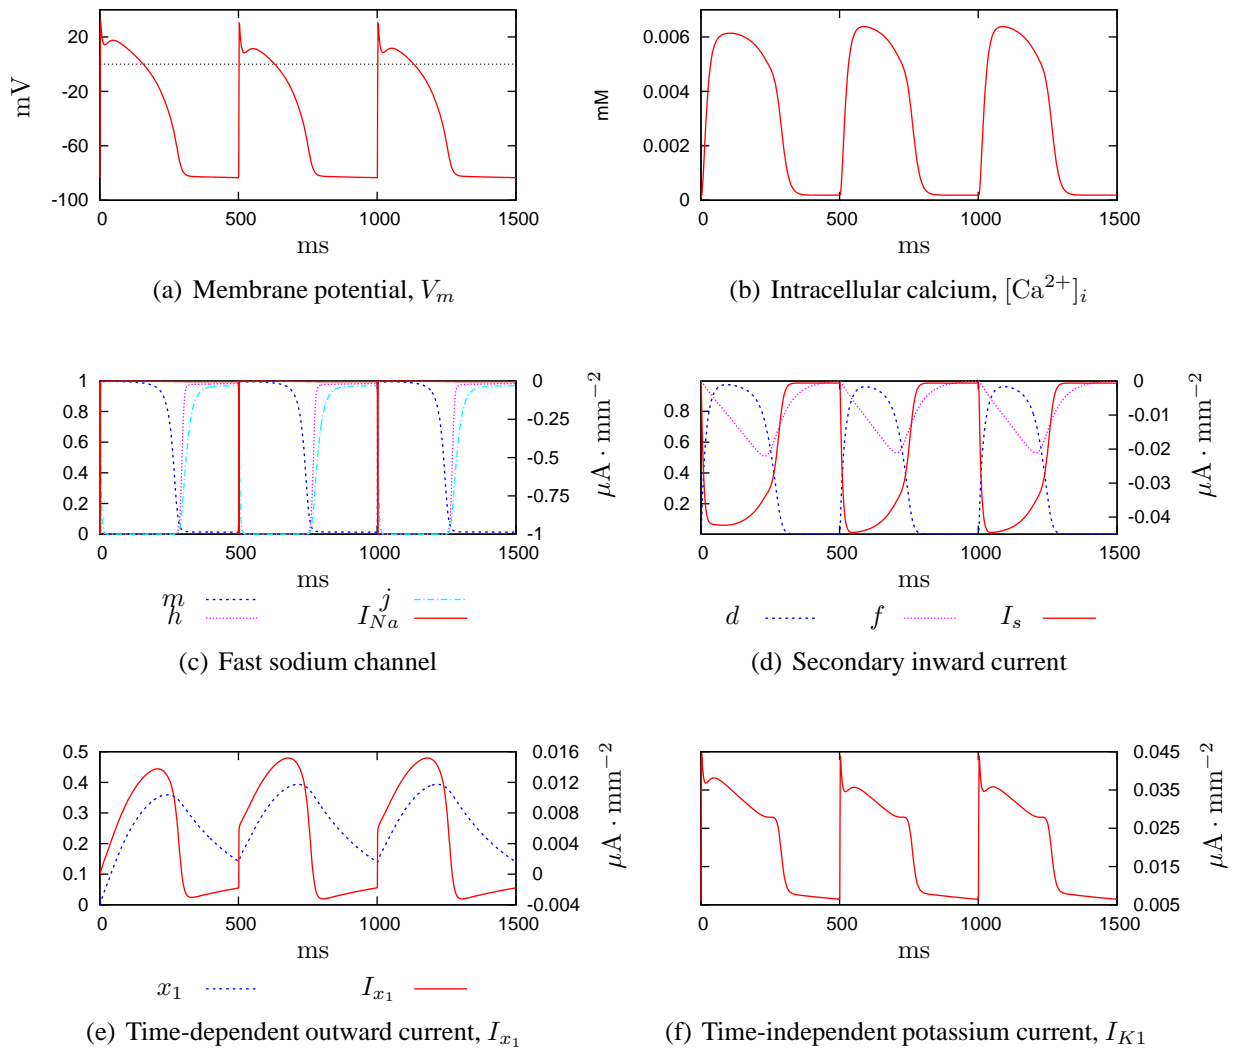 20
-20
-60
-100
mV
0 500 1000 1500
ms
(a) Membrane potential, V_m
0.006
0.004
0.002
0
mM
0 500 1000 1500
ms
(b) Intracellular calcium, [Ca²⁺]_i
1
0.8
0.6
0.4
0.2
0
0
-0.25
-0.5
-0.75
-1
μA · mm⁻²
0 500 1000 1500
ms
m j
h I_Na
(c) Fast sodium channel
0.8
0.6
0.4
0.2
0
-0.01
-0.02
-0.03
-0.04
μA · mm⁻²
0 500 1000 1500
ms
d f I_s
(d) Secondary inward current
0.5
0.4
0.3
0.2
0.1
0
0.016
0.012
0.008
0.004
0
-0.004
μA · mm⁻²
0 500 1000 1500
ms
x₁ I_x₁
(e) Time-dependent outward current, I_x₁
0.045
0.035
0.025
0.015
0.005
μA · mm⁻²
0 500 1000 1500
ms
(f) Time-independent potassium current, I_K1